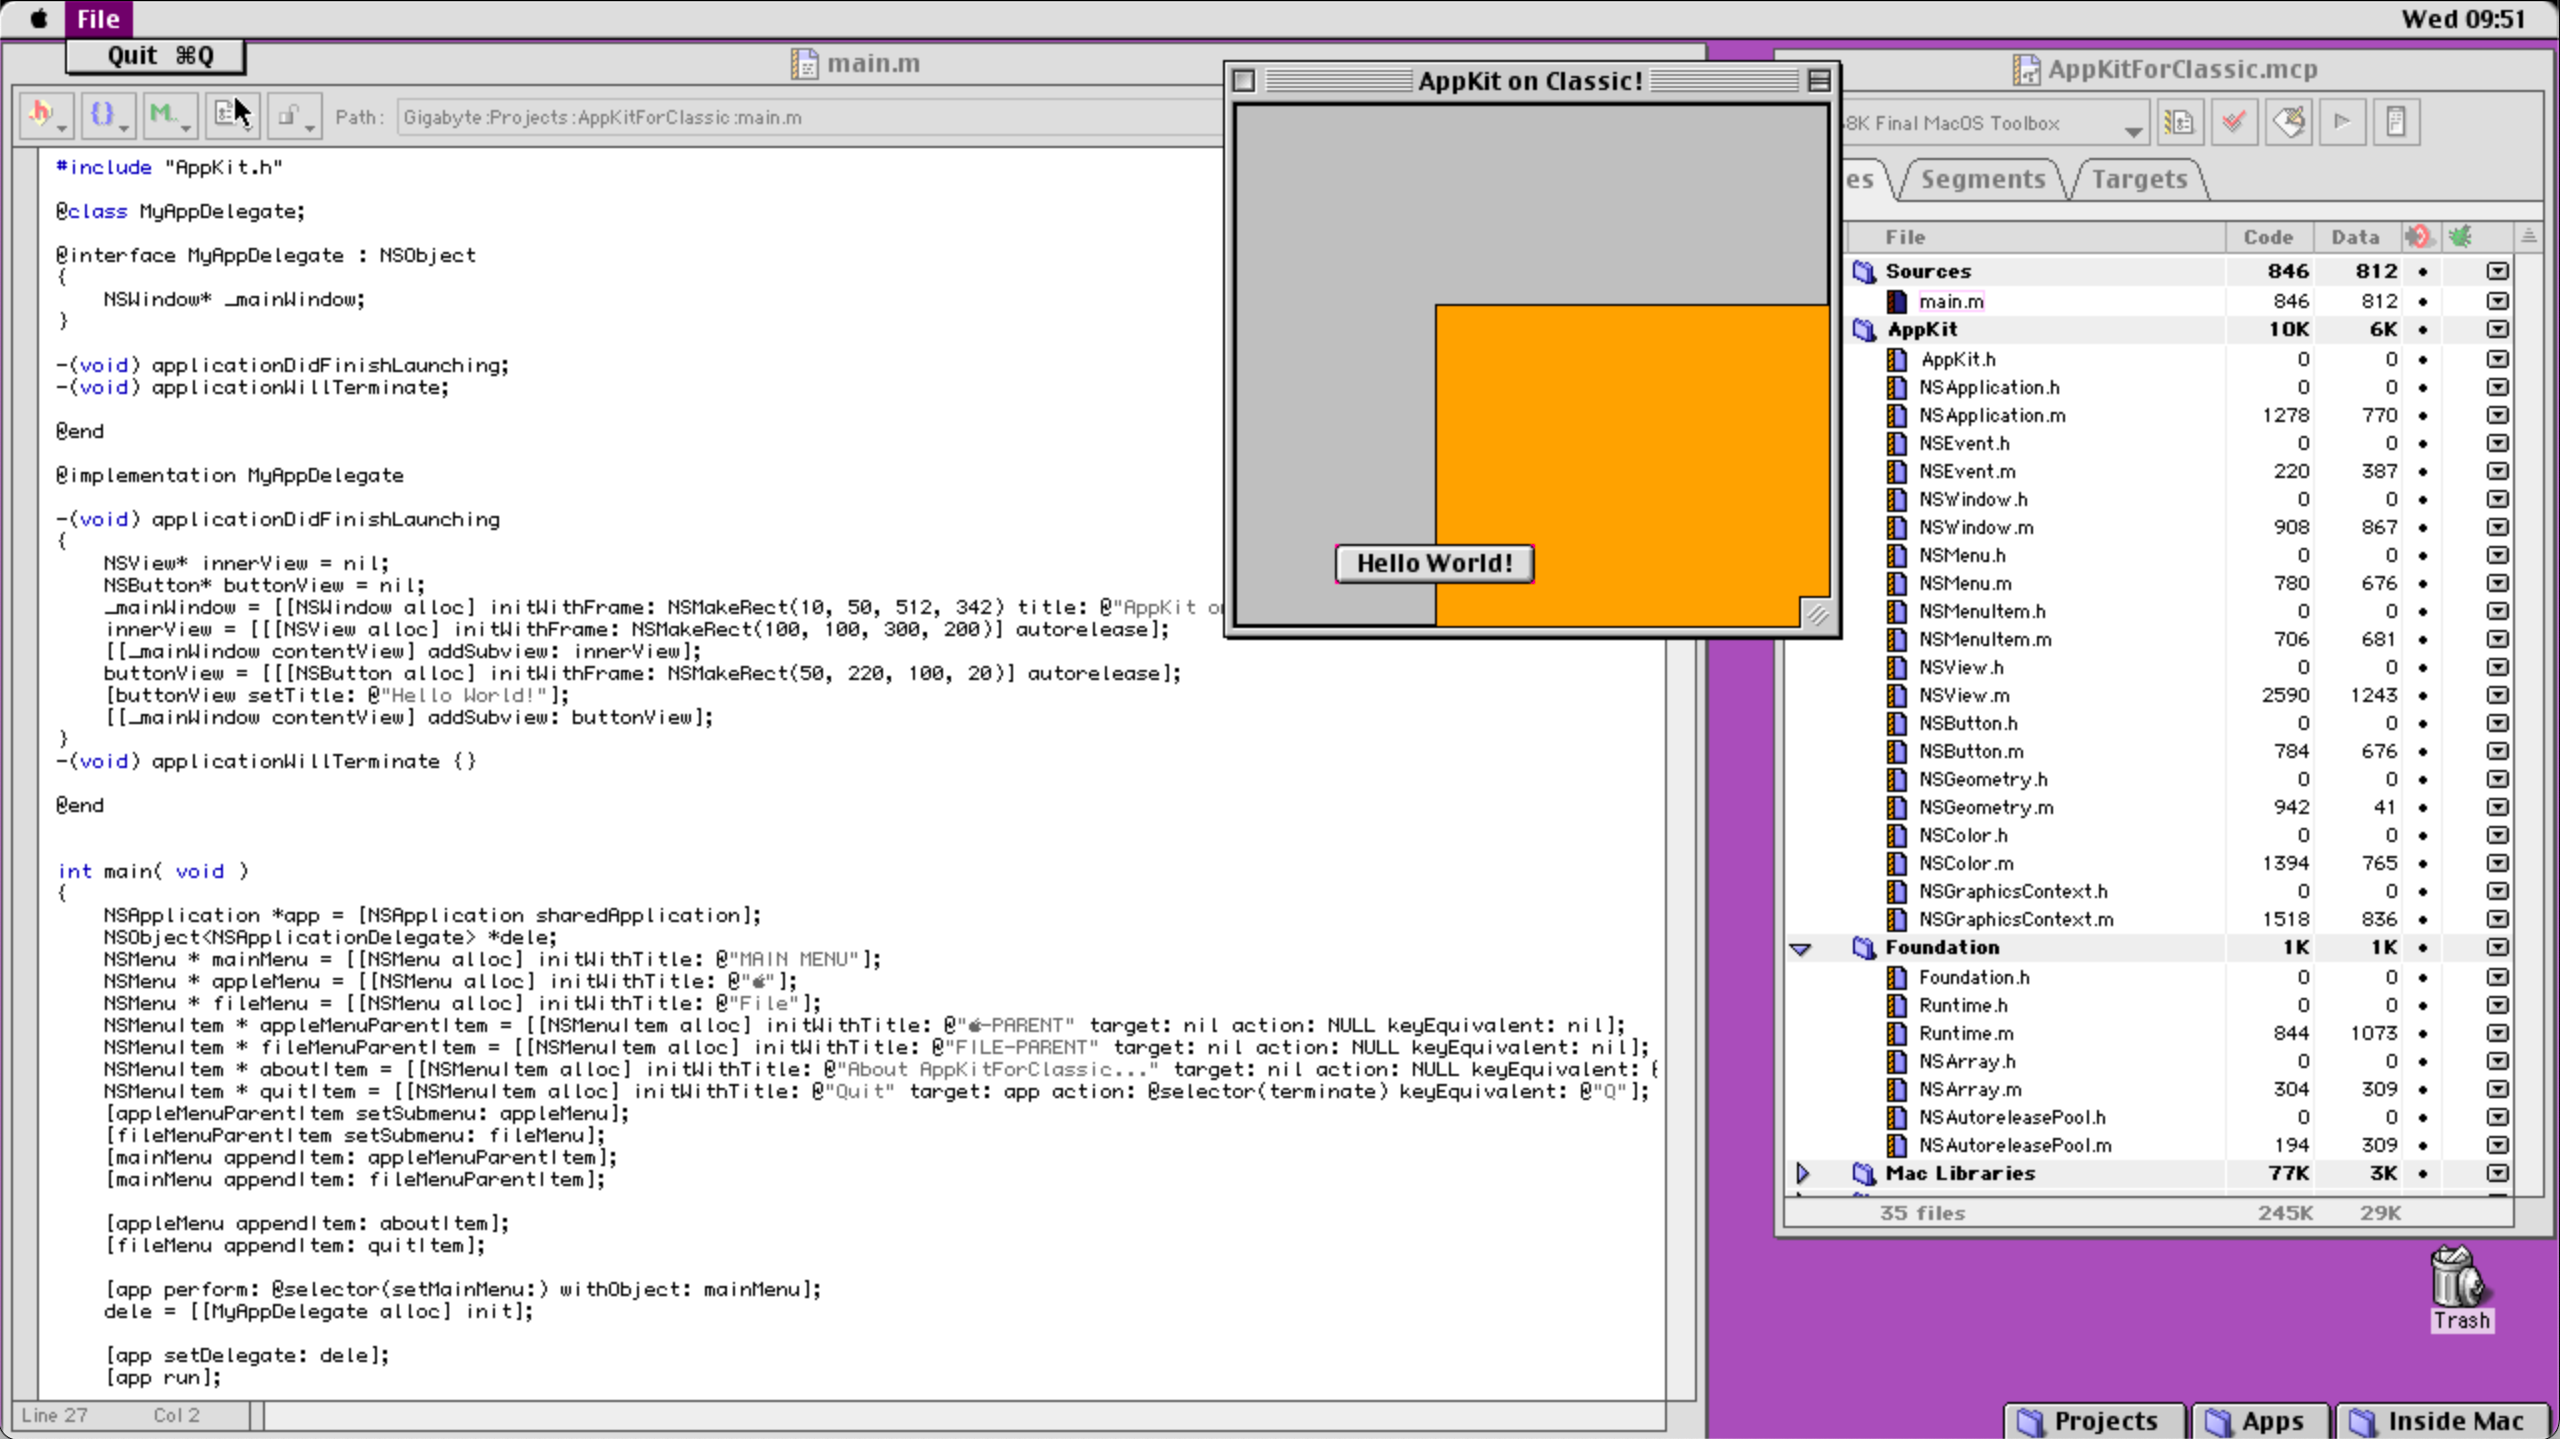 File
Wed 09:51
Quit ⌘Q
main.m
Path: Gigabyte:Projects:AppKitForClassic:main.m
#include "AppKit.h"
@class MyAppDelegate;
@interface MyAppDelegate : NSObject
{
NSWindow* _mainWindow;
}
-(void) applicationDidFinishLaunching;
-(void) applicationWillTerminate;
@end
@implementation MyAppDelegate
-(void) applicationDidFinishLaunching
{
NSView* innerView = nil;
NSButton* buttonView = nil;
_mainWindow = [[NSWindow alloc] initWithFrame: NSMakeRect(10, 50, 512, 342) title: @"AppKit
innerView = [[[NSView alloc] initWithFrame: NSMakeRect(100, 100, 300, 200)] autorelease];
[[_mainWindow contentView] addSubview: innerView];
buttonView = [[[NSButton alloc] initWithFrame: NSMakeRect(50, 220, 100, 20)] autorelease];
[buttonView setTitle: @"Hello World!"];
[[_mainWindow contentView] addSubview: buttonView];
}
-(void) applicationWillTerminate {}
@end
int main( void )
{
NSApplication *app = [NSApplication sharedApplication];
NSObject<NSApplicationDelegate> *dele;
NSMenu * mainMenu = [[NSMenu alloc] initWithTitle: @"MAIN MENU"];
NSMenu * appleMenu = [[NSMenu alloc] initWithTitle: @""];
NSMenu * fileMenu = [[NSMenu alloc] initWithTitle: @"File"];
NSMenuItem * appleMenuParentItem = [[NSMenuItem alloc] initWithTitle: @"-PARENT" target: nil action: NULL keyEquivalent: nil];
NSMenuItem * fileMenuParentItem = [[NSMenuItem alloc] initWithTitle: @"FILE-PARENT" target: nil action: NULL keyEquivalent: nil];
NSMenuItem * aboutItem = [[NSMenuItem alloc] initWithTitle: @"About AppKitForClassic..." target: nil action: NULL keyEquivalent:
NSMenuItem * quitItem = [[NSMenuItem alloc] initWithTitle: @"Quit" target: app action: @selector(terminate) keyEquivalent: @"Q"];
[appleMenuParentItem setSubmenu: appleMenu];
[fileMenuParentItem setSubmenu: fileMenu];
[mainMenu appendItem: appleMenuParentItem];
[mainMenu appendItem: fileMenuParentItem];
[appleMenu appendItem: aboutItem];
[fileMenu appendItem: quitItem];
[app perform: @selector(setMainMenu:) withObject: mainMenu];
dele = [[MyAppDelegate alloc] init];
[app setDelegate: dele];
[app run];
Line 27 Col 2
AppKit on Classic!
Hello World!
AppKitForClassic.mcp
8K Final MacOS Toolbox
es Segments Targets
File Code Data
Sources 846 812 •
main.m 846 812 •
AppKit 10K 6K •
AppKit.h 0 0 •
NSApplication.h 0 0 •
NSApplication.m 1278 770 •
NSEvent.h 0 0 •
NSEvent.m 220 387 •
NSWindow.h 0 0 •
NSWindow.m 908 867 •
NSMenu.h 0 0 •
NSMenu.m 780 676 •
NSMenuItem.h 0 0 •
NSMenuItem.m 706 681 •
NSView.h 0 0 •
NSView.m 2590 1243 •
NSButton.h 0 0 •
NSButton.m 784 676 •
NSGeometry.h 0 0 •
NSGeometry.m 942 41 •
NSColor.h 0 0 •
NSColor.m 1394 765 •
NSGraphicsContext.h 0 0 •
NSGraphicsContext.m 1518 836 •
Foundation 1K 1K •
Foundation.h 0 0 •
Runtime.h 0 0 •
Runtime.m 844 1073 •
NSArray.h 0 0 •
NSArray.m 304 309 •
NSAutoreleasePool.h 0 0 •
NSAutoreleasePool.m 194 309 •
Mac Libraries 77K 3K •
35 files 245K 29K
Trash
Projects Apps Inside Mac